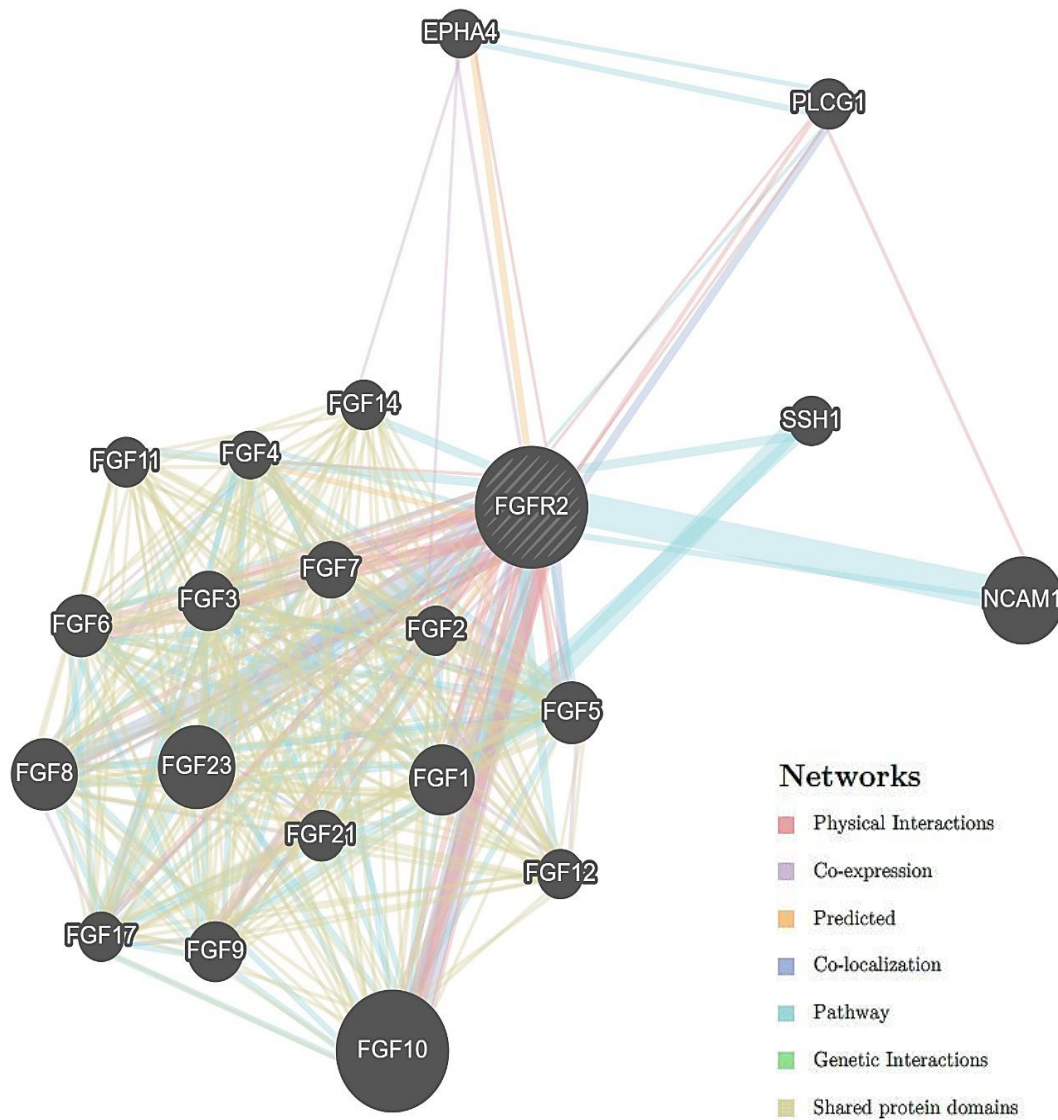 EPHA4
PLCG1
FGF14
SSH1
FGF11
FGF4
FGFR2
FGF7
FGF3
NCAM1
FGF6
FGF2
FGF5
FGF8
FGF23
FGF1
FGF21
FGF12
FGF17
FGF9
FGF10
Networks
Physical Interactions
Co-expression
Predicted
Co-localization
Pathway
Genetic Interactions
Shared protein domains